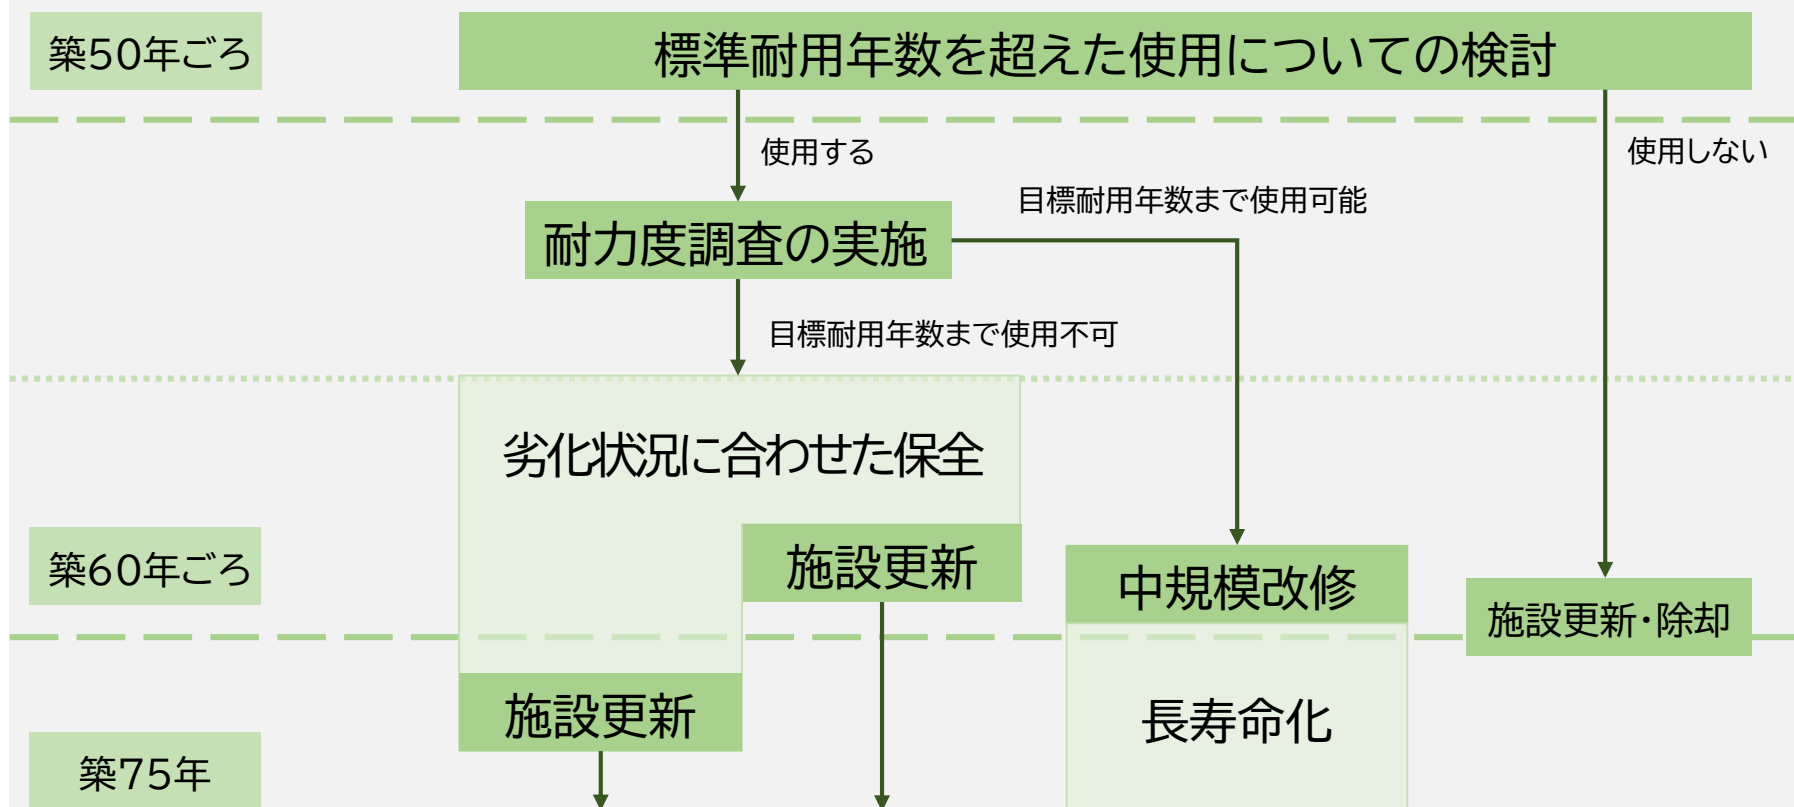 築50年ごろ
標準耐用年数を超えた使用についての検討
使用する
使用しない
目標耐用年数まで使用可能
耐力度調査の実施
目標耐用年数まで使用不可
劣化状況に合わせた保全
築60年ごろ
施設更新
中規模改修
施設更新・除却
施設更新
長寿命化
築75年